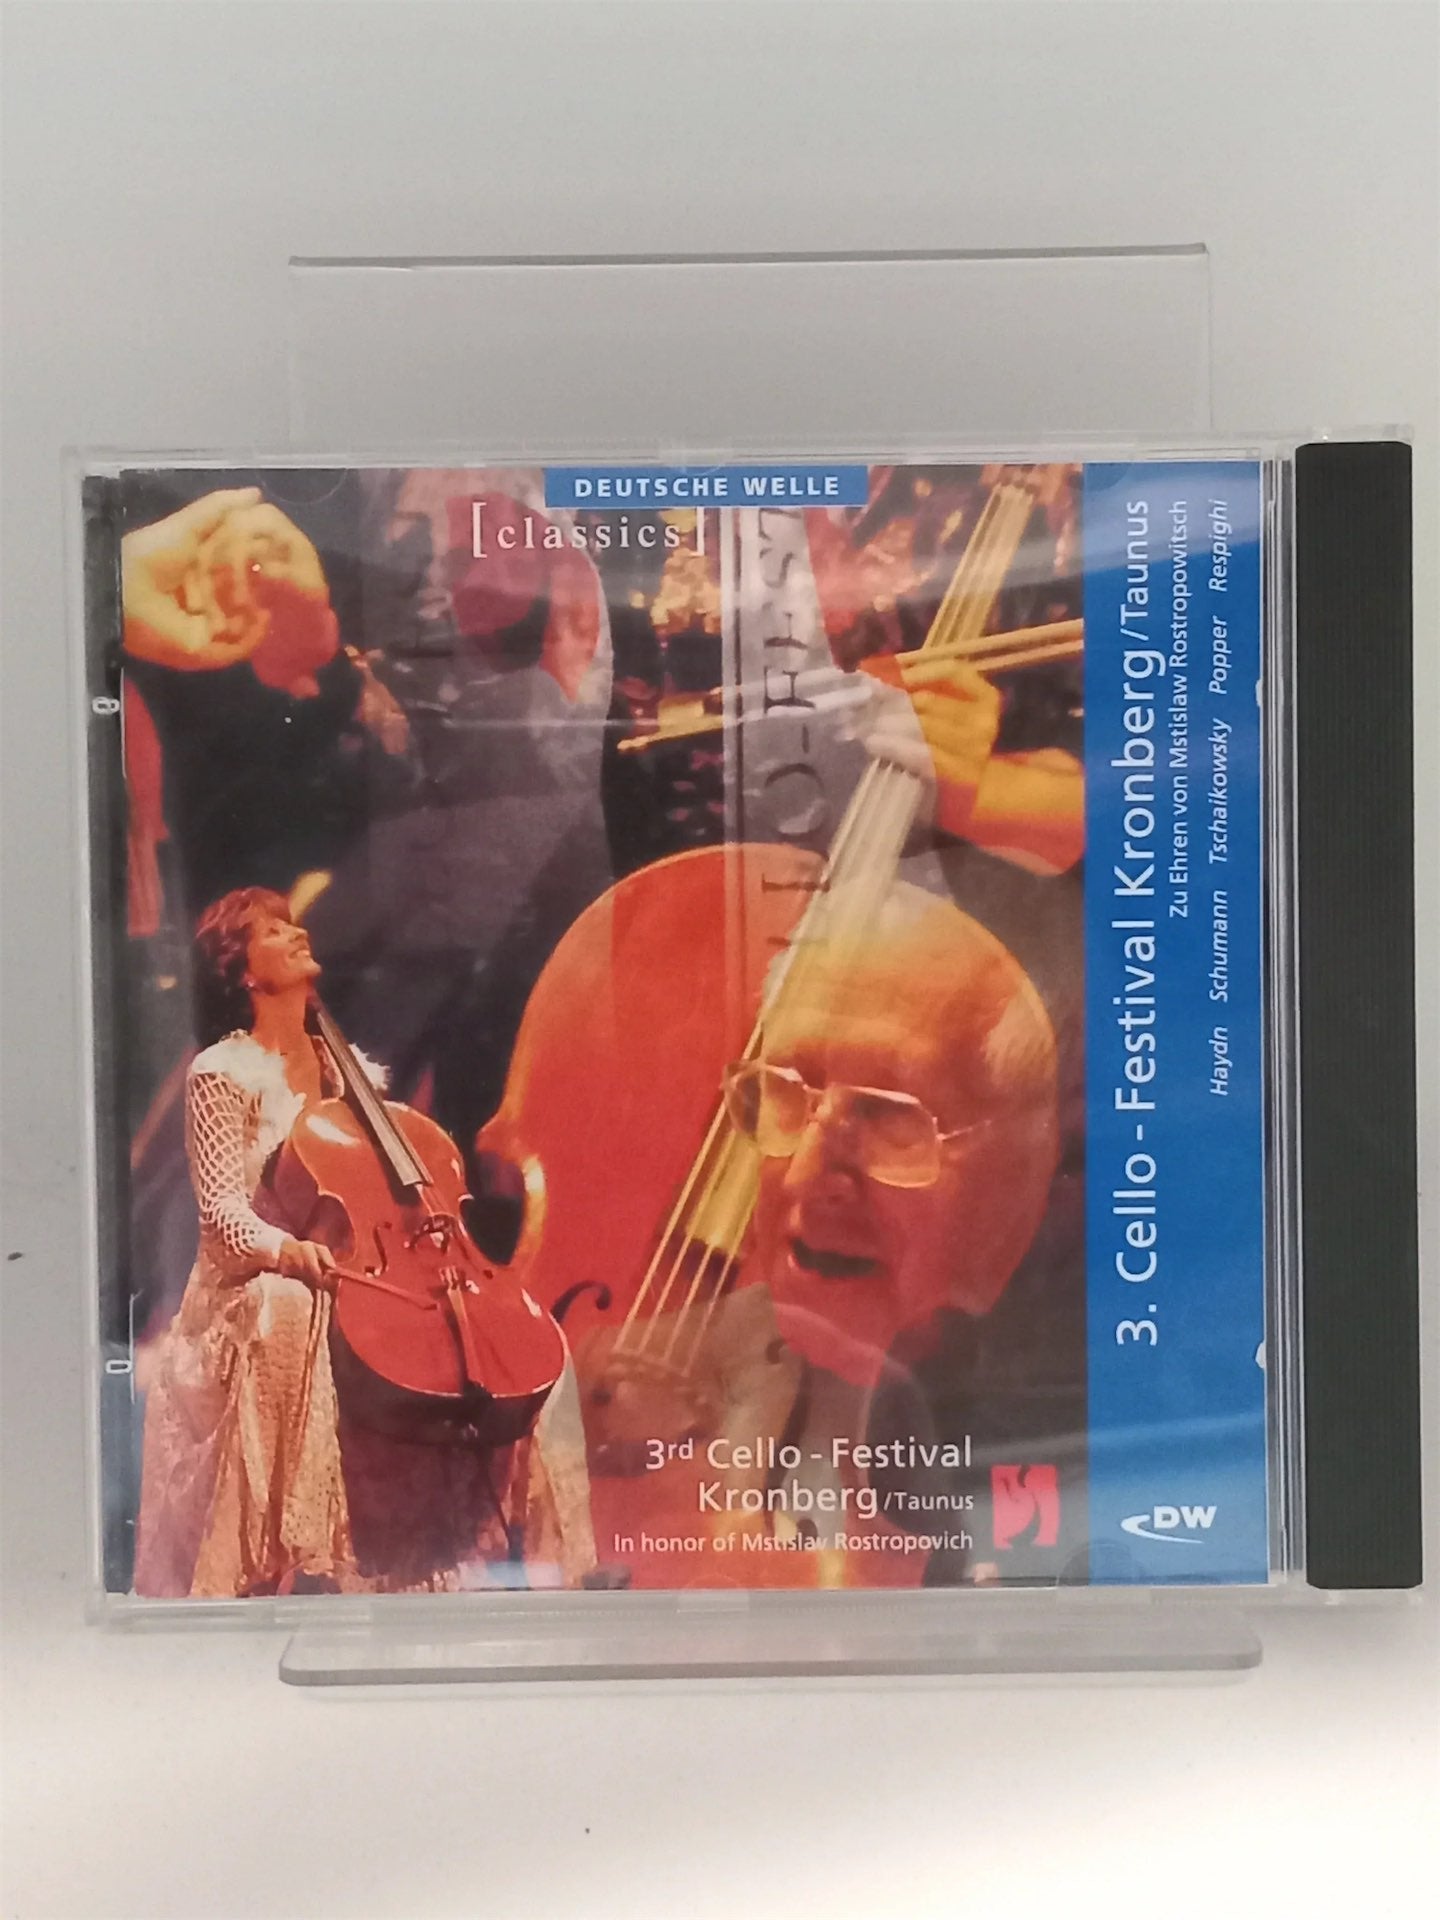 DEUTSCHE WELLE
[classics]
3. Cello-Festival Kronberg/Taunus
Zu Ehren von Mstislaw Rostropowitsch
Haydn Schumann Tschaikowsky Popper Respighi
3rd Cello-Festival
Kronberg/Taunus
In honor of Mstislav Rostropovich
DW